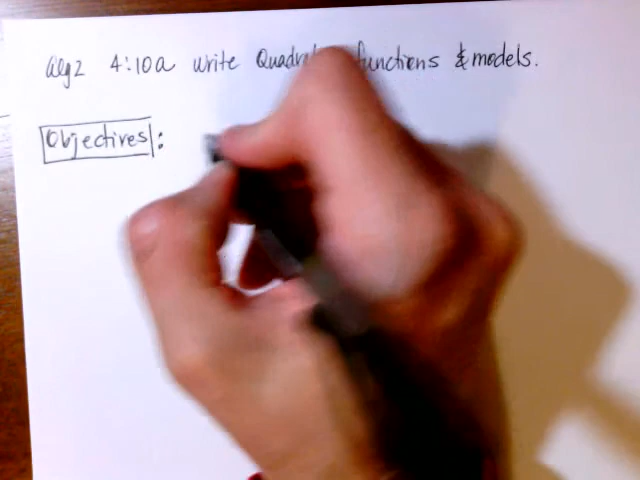 alg2 4:10a write functions & models.
Objectives: